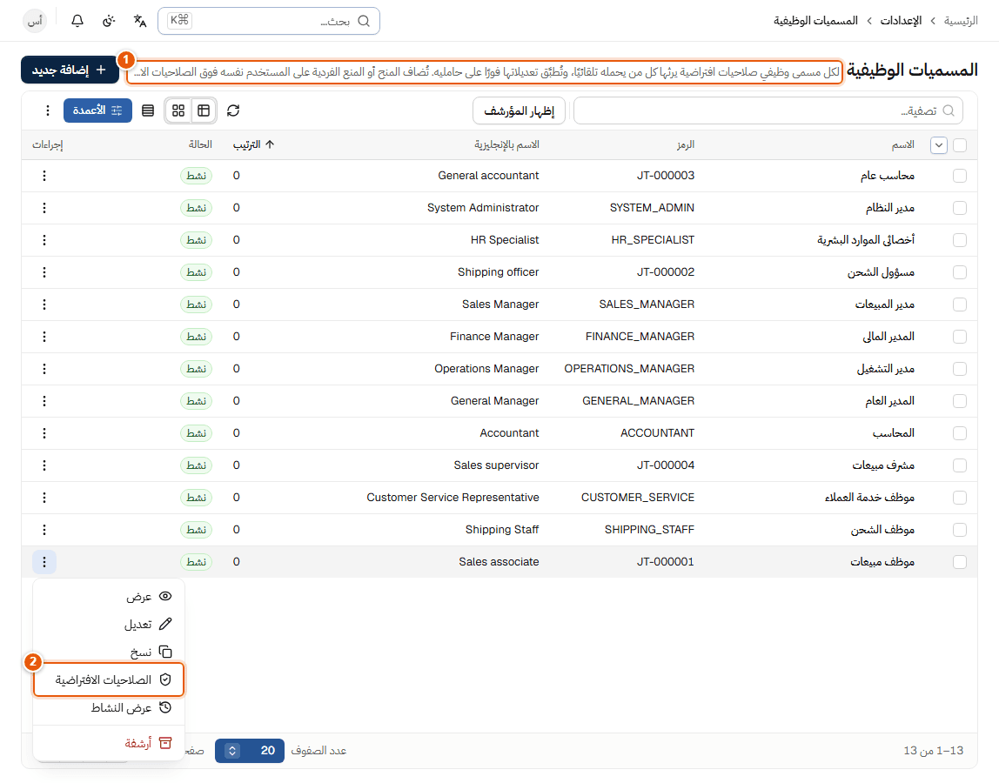 الرئيسية > الإعدادات > المسميات الوظيفية
بحث... ⌘K
أس
المسميات الوظيفية
لكل مسمى وظيفي صلاحيات افتراضية يرثها كل من يحمله تلقائيًا، وتُطبَّق تعديلاتها فورًا على حامليه. تُضاف المنح أو المنع الفردية على المستخدم نفسه فوق الصلاحيات الا...
1
+ إضافة جديد
تصفية...
إظهار المؤرشف
الأعمدة
الاسم الرمز الاسم بالإنجليزية الترتيب الحالة إجراءات
محاسب عام JT-000003 General accountant 0 نشط
مدير النظام SYSTEM_ADMIN System Administrator 0 نشط
أخصائي الموارد البشرية HR_SPECIALIST HR Specialist 0 نشط
مسؤول الشحن JT-000002 Shipping officer 0 نشط
مدير المبيعات SALES_MANAGER Sales Manager 0 نشط
المدير المالي FINANCE_MANAGER Finance Manager 0 نشط
مدير التشغيل OPERATIONS_MANAGER Operations Manager 0 نشط
المدير العام GENERAL_MANAGER General Manager 0 نشط
المحاسب ACCOUNTANT Accountant 0 نشط
مشرف مبيعات JT-000004 Sales supervisor 0 نشط
موظف خدمة العملاء CUSTOMER_SERVICE Customer Service Representative 0 نشط
موظف الشحن SHIPPING_STAFF Shipping Staff 0 نشط
موظف مبيعات JT-000001 Sales associate 0 نشط
عرض
تعديل
نسخ
2
الصلاحيات الافتراضية
عرض النشاط
أرشفة
1–13 من 13
عدد الصفوف 20